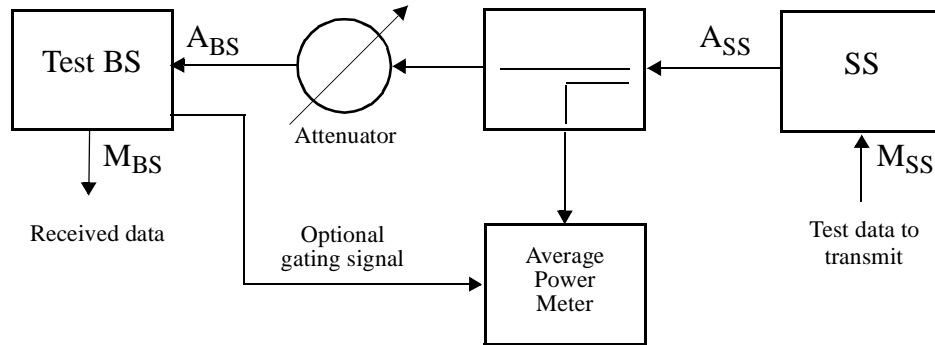 Test BS
A_BS
A_SS
SS
Attenuator
M_BS
M_SS
Received data
Optional
gating signal
Average
Power
Meter
Test data to
transmit